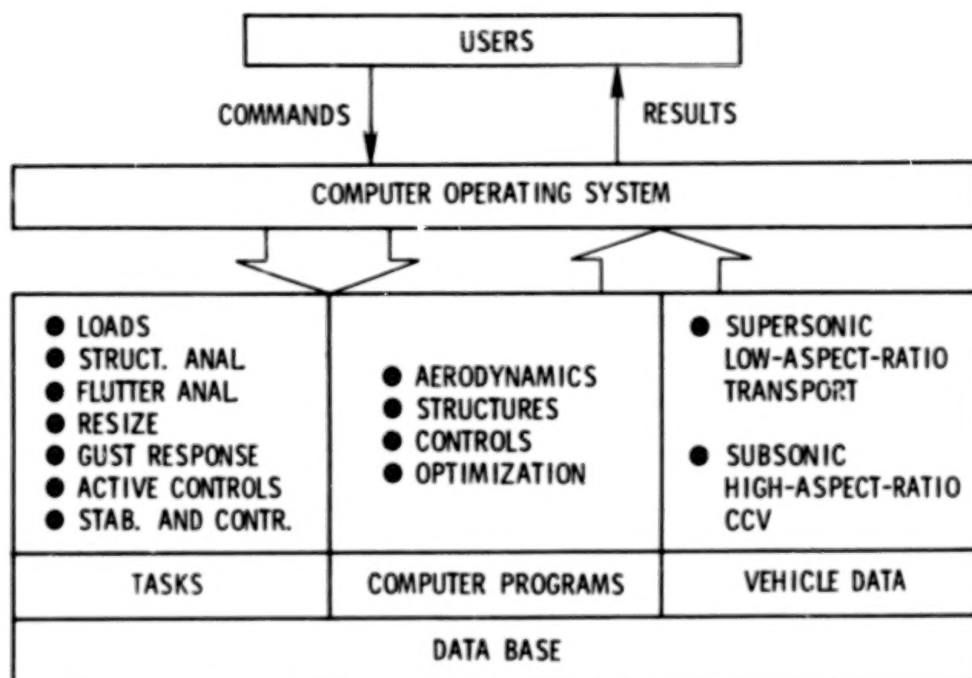 USERS
COMMANDS
RESULTS
COMPUTER OPERATING SYSTEM
● LOADS
● STRUCT. ANAL.
● FLUTTER ANAL.
● RESIZE
● GUST RESPONSE
● ACTIVE CONTROLS
● STAB. AND CONTR.
● AERODYNAMICS
● STRUCTURES
● CONTROLS
● OPTIMIZATION
● SUPERSONIC
LOW-ASPECT-RATIO
TRANSPORT
● SUBSONIC
HIGH-ASPECT-RATIO
CCV
TASKS
COMPUTER PROGRAMS
VEHICLE DATA
DATA BASE